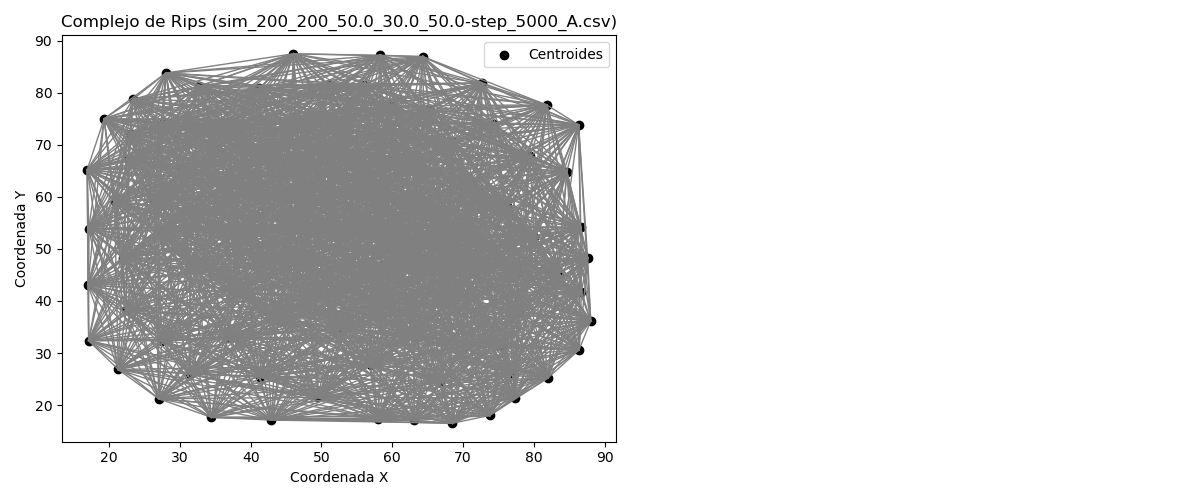 Complejo de Rips (sim_200_200_50.0_30.0_50.0-step_5000_A.csv)
Centroides
90
80
70
60
50
40
30
20
Coordenada Y
20 30 40 50 60 70 80 90
Coordenada X